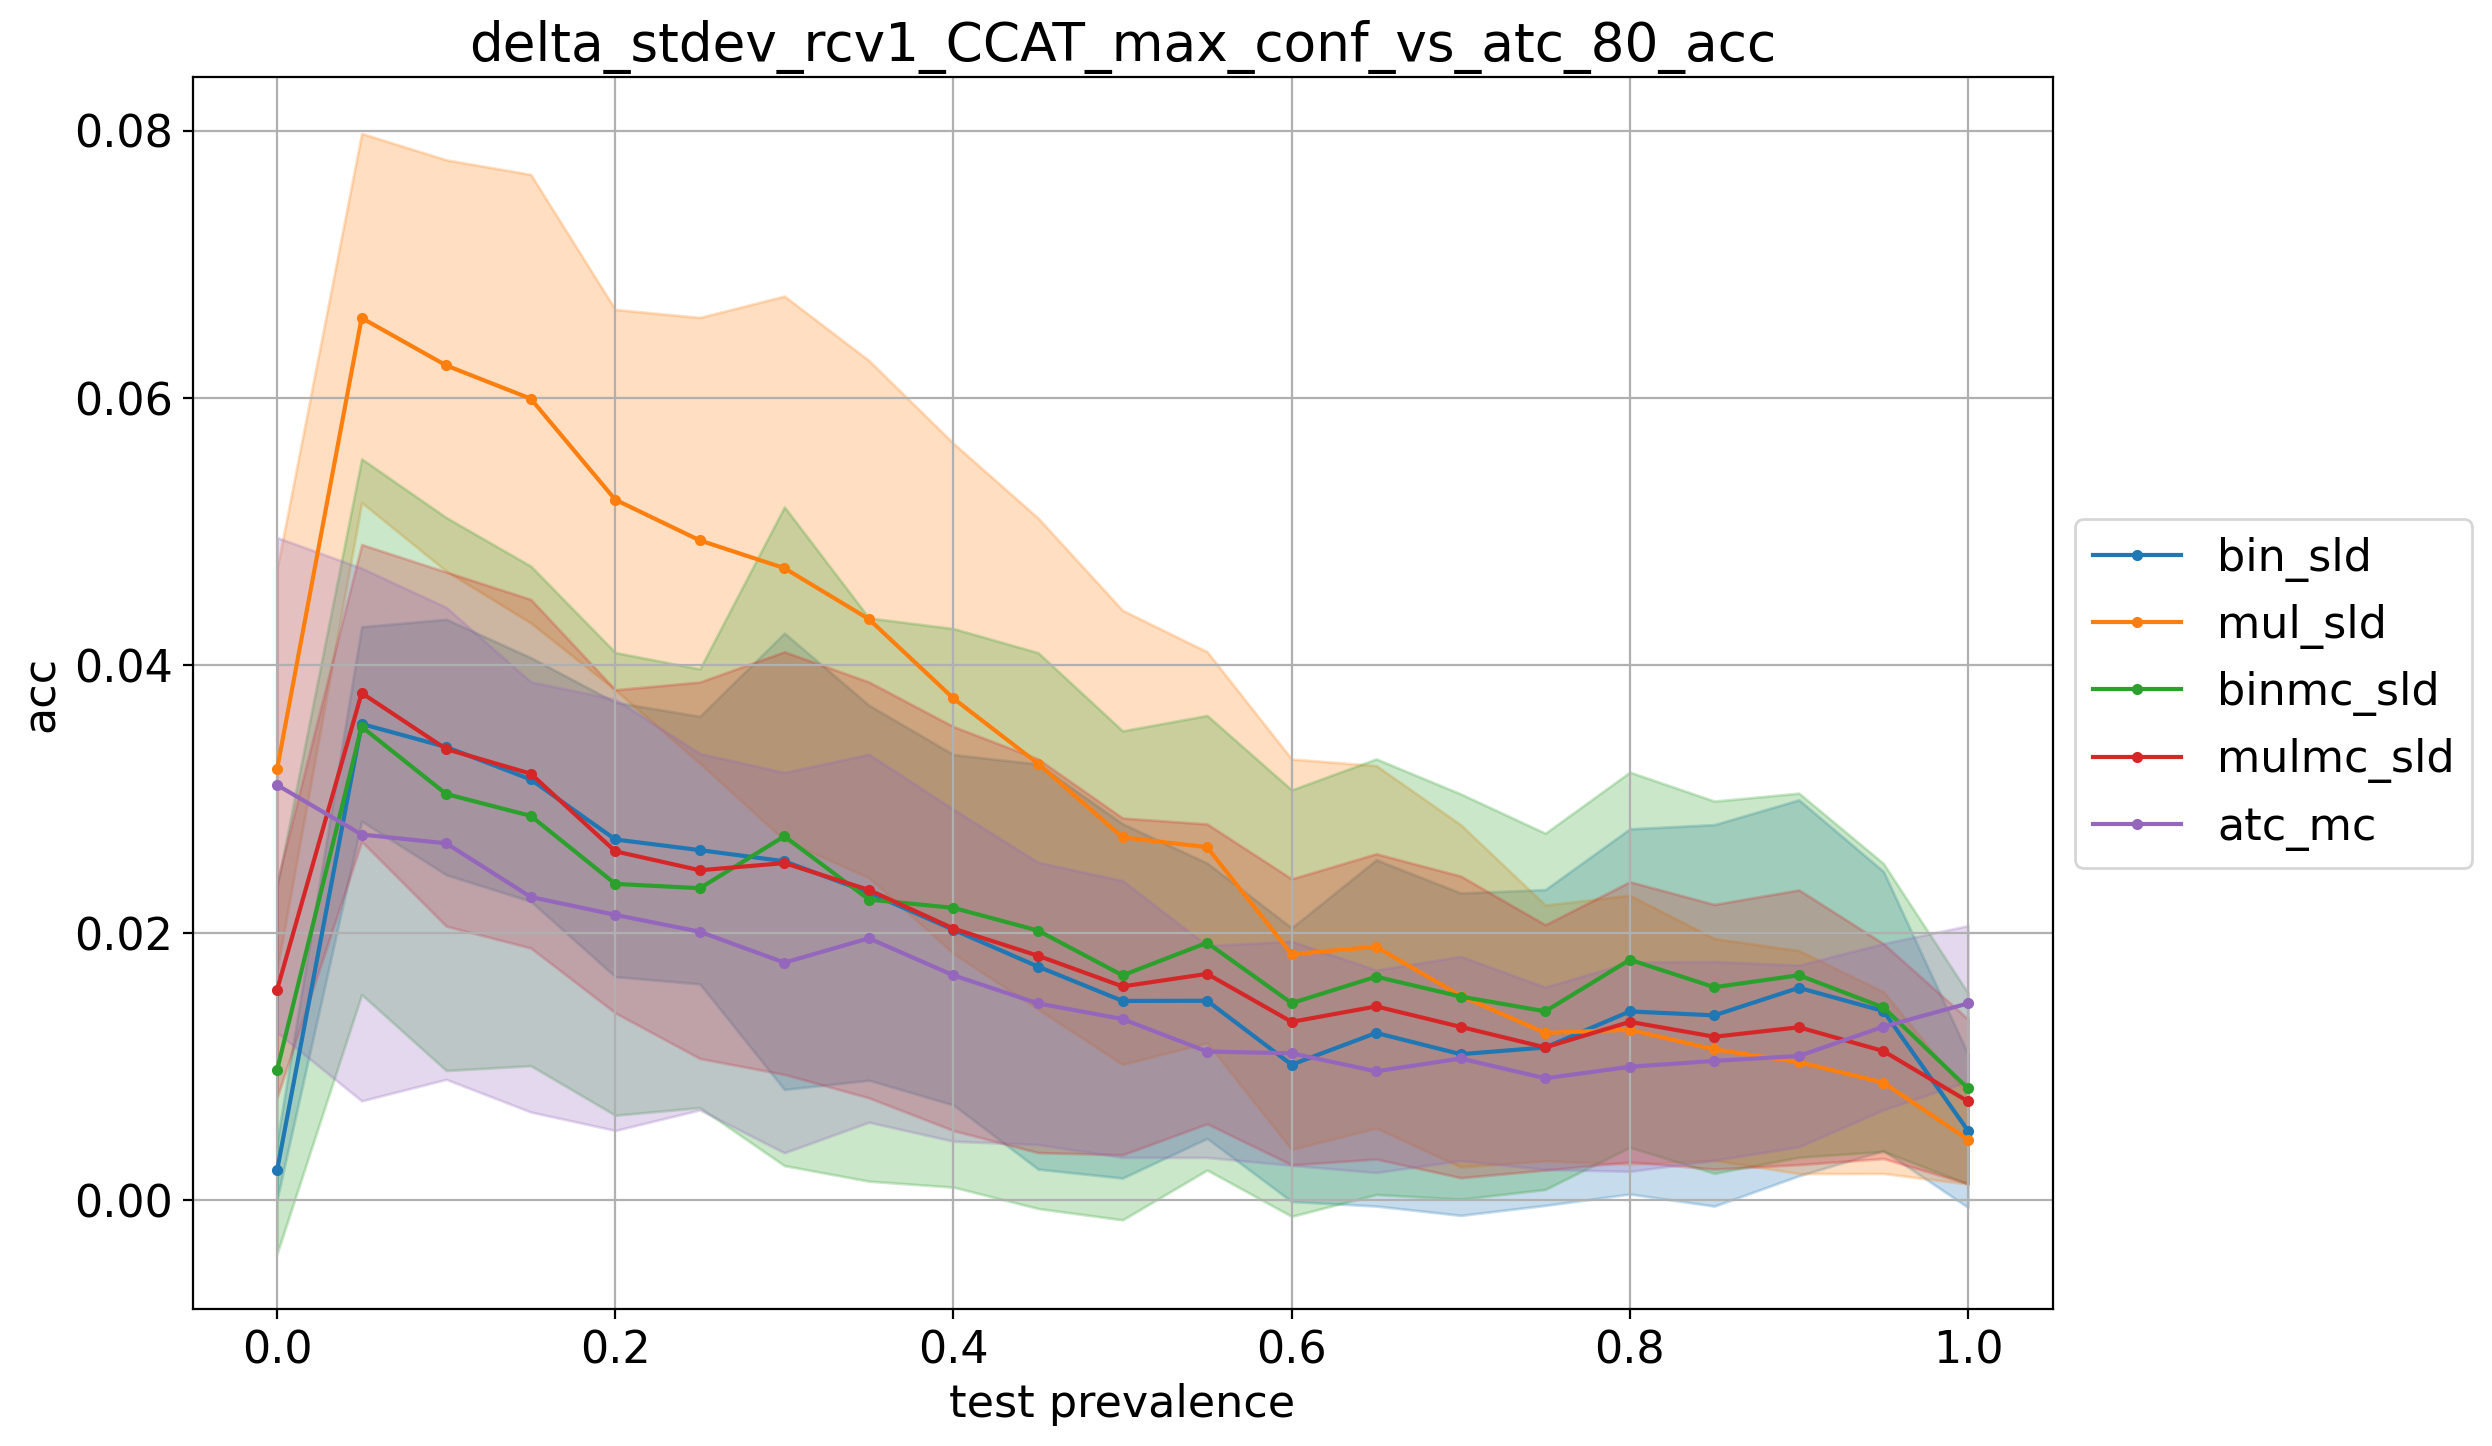 delta_stdev_rcv1_CCAT_max_conf_vs_atc_80_acc
0.08
0.06
0.04
0.02
0.00
acc
0.0 0.2 0.4 0.6 0.8 1.0
test prevalence
bin_sld
mul_sld
binmc_sld
mulmc_sld
atc_mc